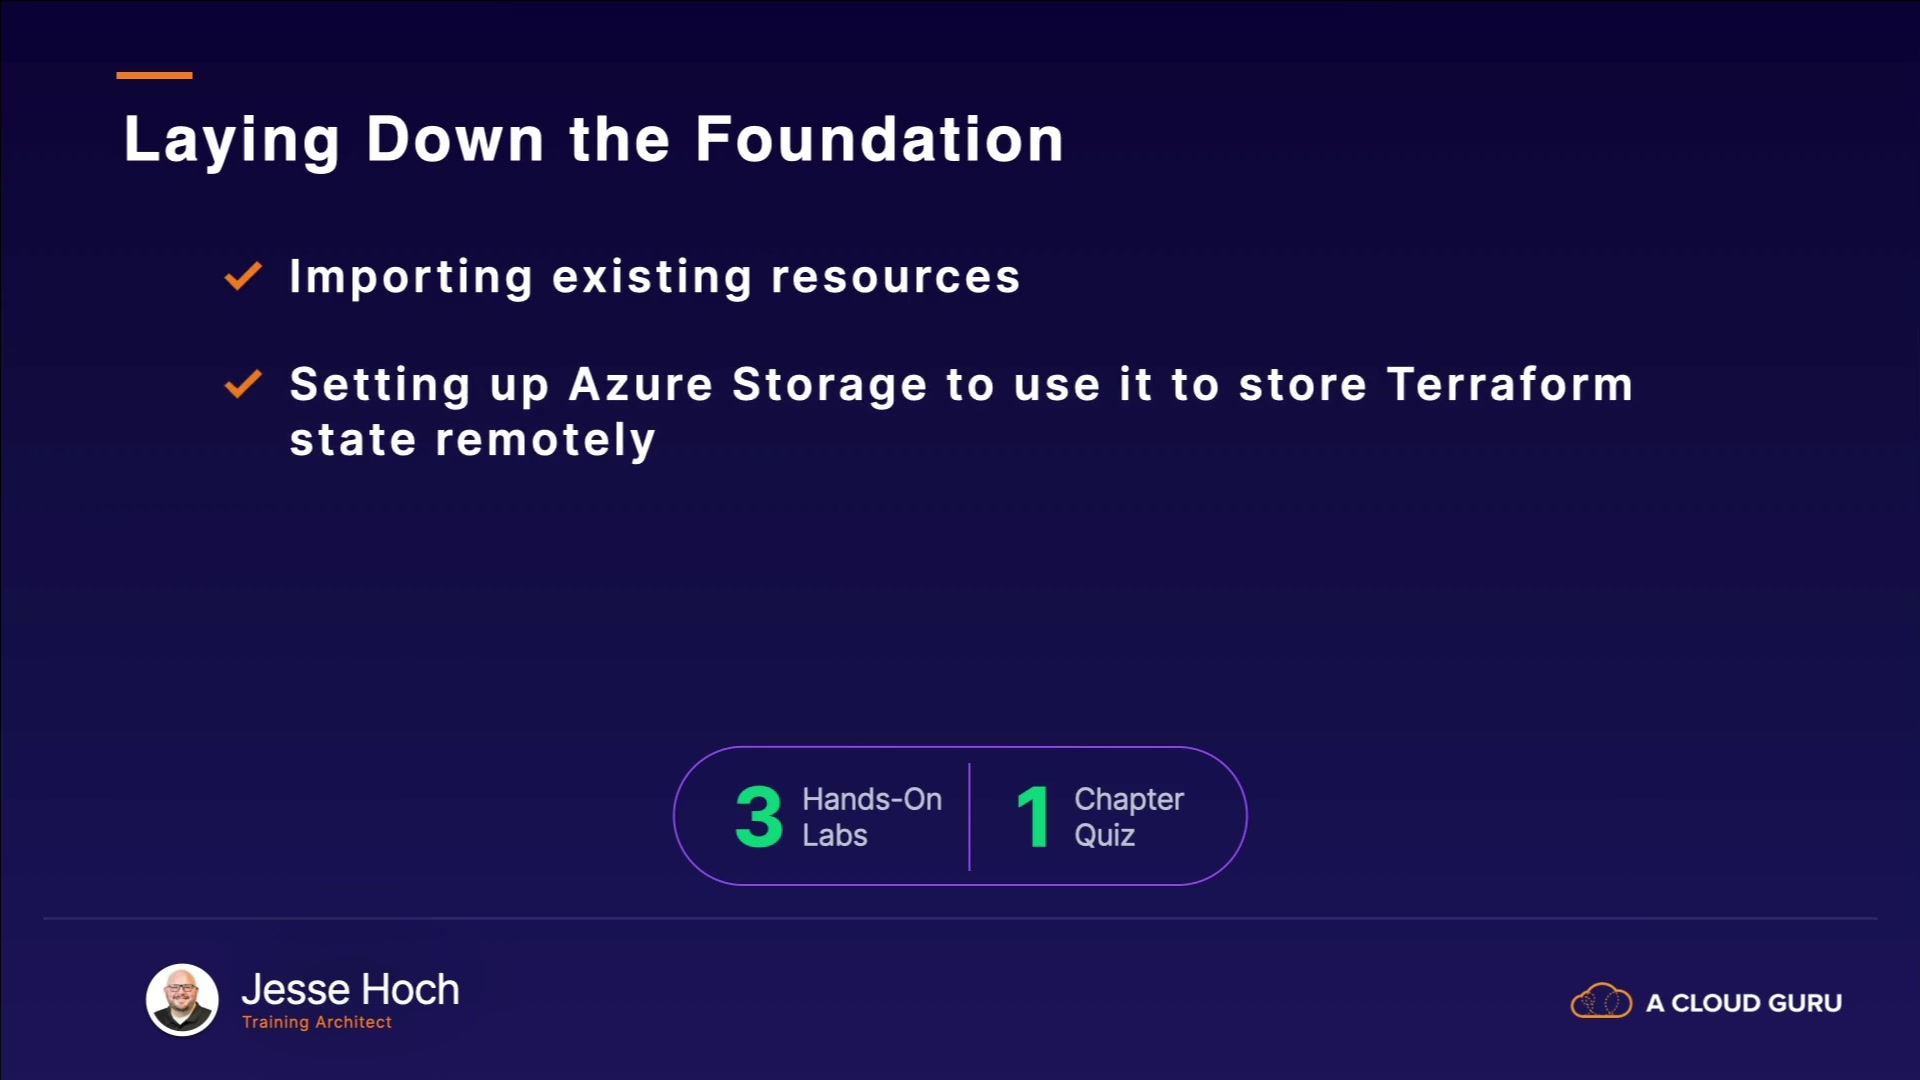 Laying Down the Foundation
Importing existing resources
Setting up Azure Storage to use it to store Terraform
state remotely
3 Hands-On
Labs
1 Chapter
Quiz
Jesse Hoch
Training Architect
A CLOUD GURU